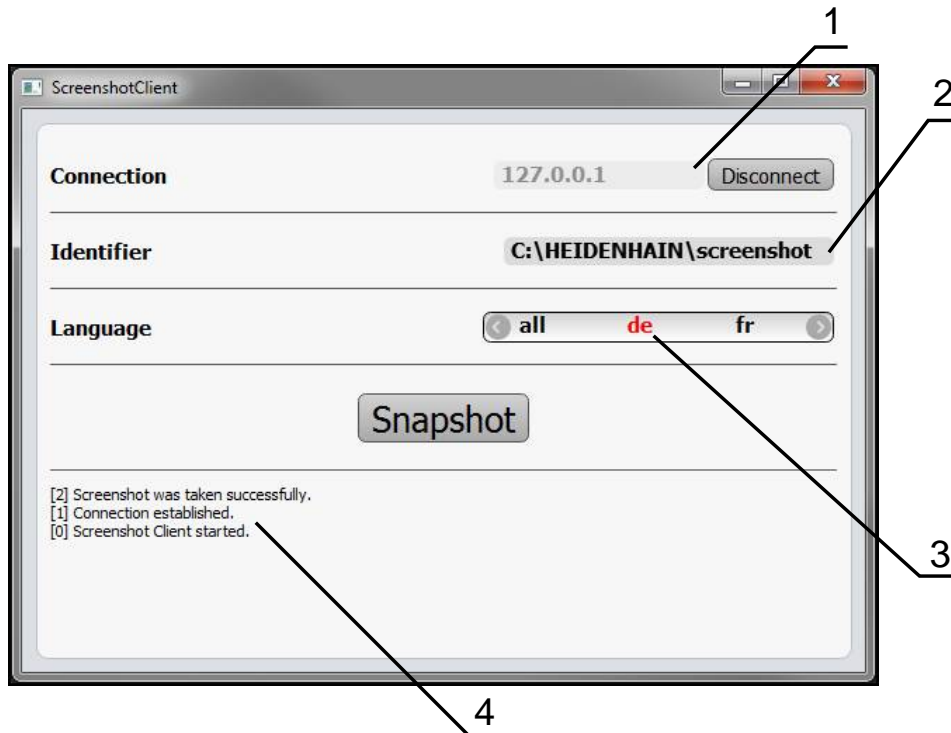 1
ScreenshotClient
2
Connection 127.0.0.1 Disconnect
Identifier C:\HEIDENHAIN\screenshot
Language all de fr
Snapshot
[2] Screenshot was taken successfully.
[1] Connection established.
[0] Screenshot Client started.
3
4